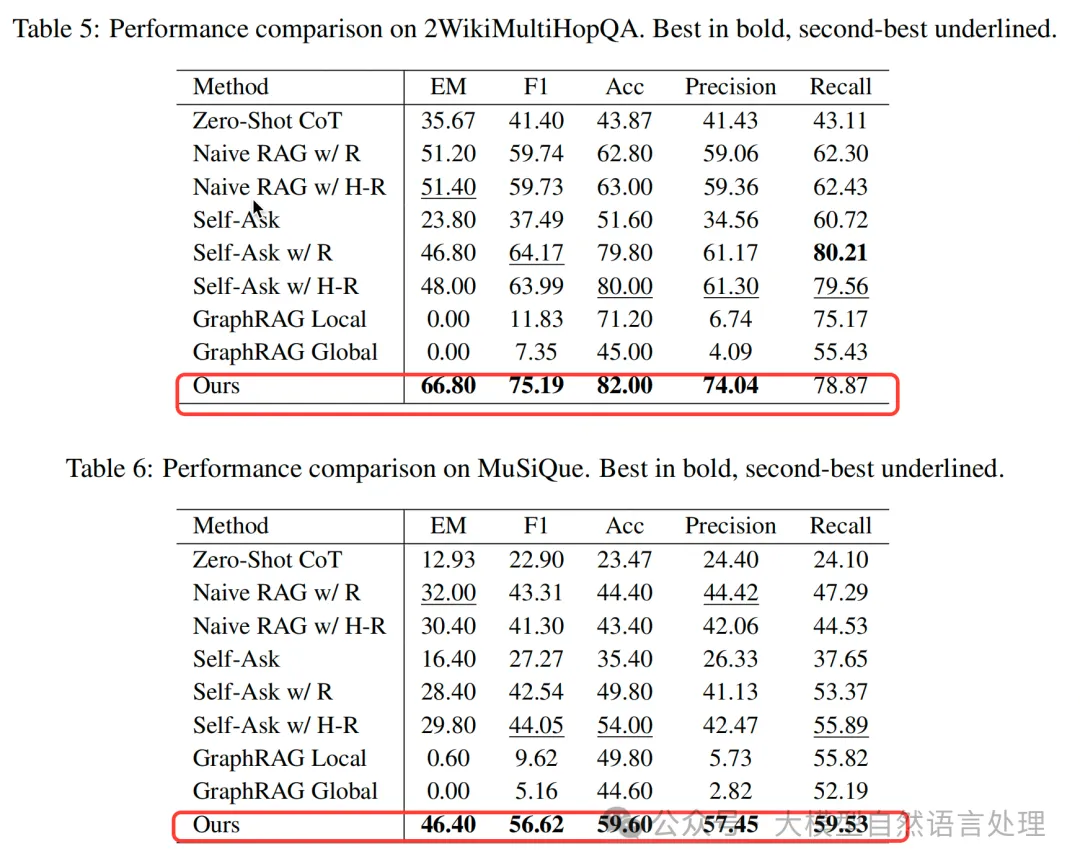 Table 5: Performance comparison on 2WikiMultiHopQA. Best in bold, second-best underlined.
Method EM F1 Acc Precision Recall
Zero-Shot CoT 35.67 41.40 43.87 41.43 43.11
Naive RAG w/ R 51.20 59.74 62.80 59.06 62.30
Naive RAG w/ H-R 51.40 59.73 63.00 59.36 62.43
Self-Ask 23.80 37.49 51.60 34.56 60.72
Self-Ask w/ R 46.80 64.17 79.80 61.17 80.21
Self-Ask w/ H-R 48.00 63.99 80.00 61.30 79.56
GraphRAG Local 0.00 11.83 71.20 6.74 75.17
GraphRAG Global 0.00 7.35 45.00 4.09 55.43
Ours 66.80 75.19 82.00 74.04 78.87
Table 6: Performance comparison on MuSiQue. Best in bold, second-best underlined.
Method EM F1 Acc Precision Recall
Zero-Shot CoT 12.93 22.90 23.47 24.40 24.10
Naive RAG w/ R 32.00 43.31 44.40 44.42 47.29
Naive RAG w/ H-R 30.40 41.30 43.40 42.06 44.53
Self-Ask 16.40 27.27 35.40 26.33 37.65
Self-Ask w/ R 28.40 42.54 49.80 41.13 53.37
Self-Ask w/ H-R 29.80 44.05 54.00 42.47 55.89
GraphRAG Local 0.60 9.62 49.80 5.73 55.82
GraphRAG Global 0.00 5.16 44.60 2.82 52.19
Ours 46.40 56.62 59.60 57.45 59.53
公众号 大模型自然语言处理